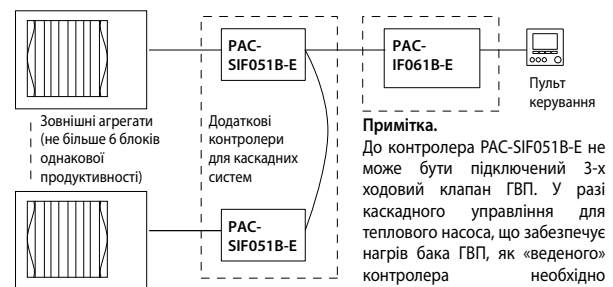 PAC-
SIF051B-E
PAC-
IF061B-E
Пульт
керування
Зовнішні агрегати
(не більше 6 блоків
однакової
продуктивності)
Додаткові
контролери
для каскадних
систем
PAC-
SIF051B-E
Примітка.
До контролера PAC-SIF051B-E не
може бути підключений 3-х
ходовий клапан ГВП. У разі
каскадного управління для
теплового насоса, що забезпечує
нагрів бака ГВП, як «веденого»
контролера необхідно